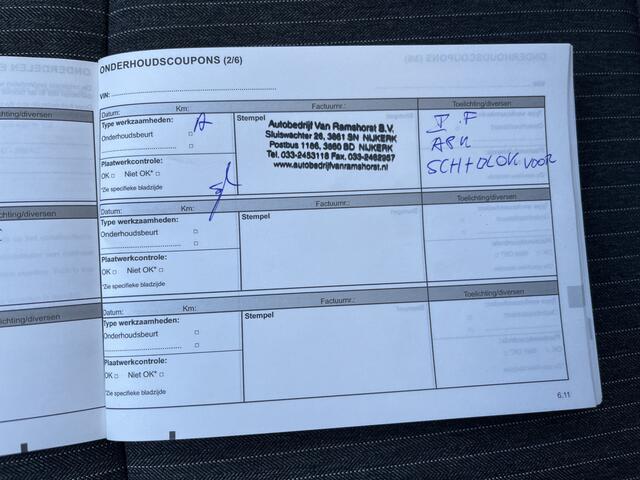 ONDERHOUDSCOUPONS (2/6)
VIN:
Datum: Km: Factuurnr.: Toelichting/diversen
Type werkzaamheden: A
Onderhoudsbeurt
Stempel
Autobedrijf Van Ramshorst B.V.
Sluiswachter 26, 3861 SN NIJKERK
Postbus 1166, 3860 BD NIJKERK
Tel. 033-2453118 Fax. 033-2462967
www.autobedrijfvanramshorst.nl
I.F
ABK
SCH+BLOK VOOR
Plaatwerkcontrole:
OK Niet OK*
*Zie specifieke bladzijde
Datum: Km: Factuurnr.: Toelichting/diversen
Type werkzaamheden:
Onderhoudsbeurt
Stempel
Plaatwerkcontrole:
OK Niet OK*
*Zie specifieke bladzijde
Datum: Km: Factuurnr.: Toelichting/diversen
Type werkzaamheden:
Onderhoudsbeurt
Stempel
Plaatwerkcontrole:
OK Niet OK*
*Zie specifieke bladzijde
6.11